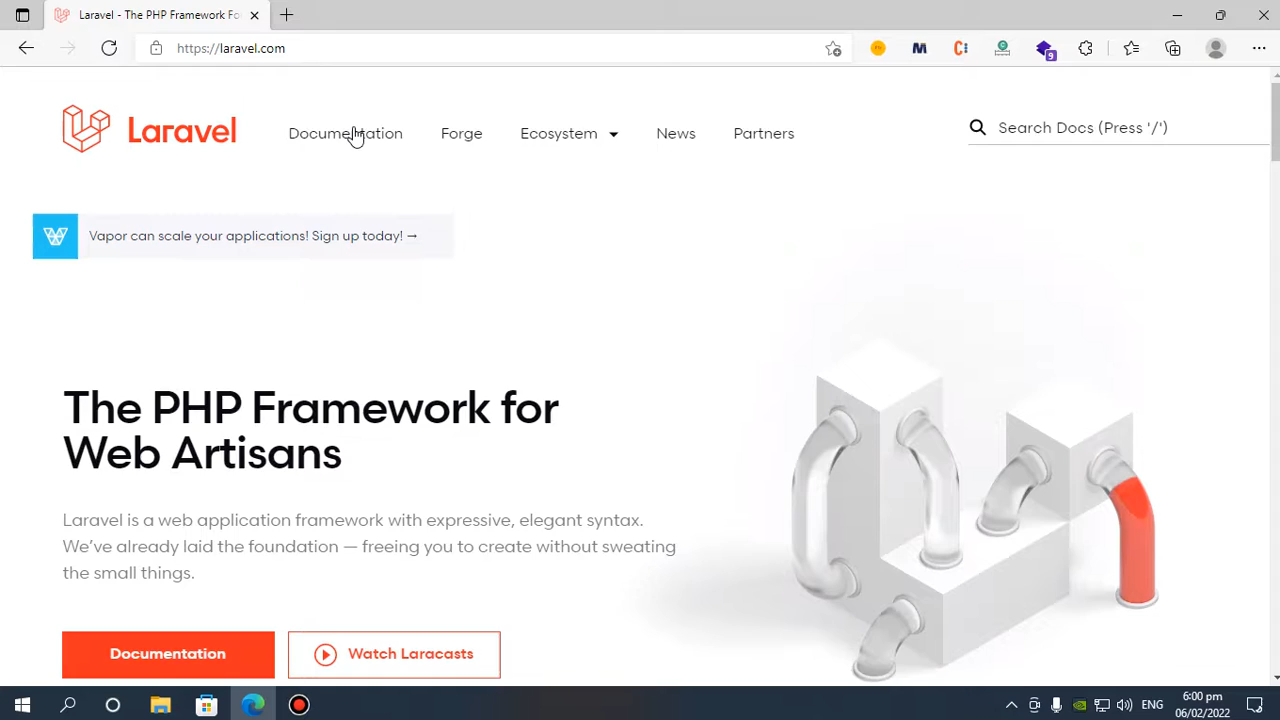 Laravel - The PHP Framework Fo
https://laravel.com
9
Laravel
Documentation
Forge
Ecosystem
News
Partners
Search Docs (Press '/')
Vapor can scale your applications! Sign up today! →
The PHP Framework for
Web Artisans
Laravel is a web application framework with expressive, elegant syntax.
We've already laid the foundation — freeing you to create without sweating
the small things.
Documentation
Watch Laracasts
ENG
6:00 pm
06/02/2022